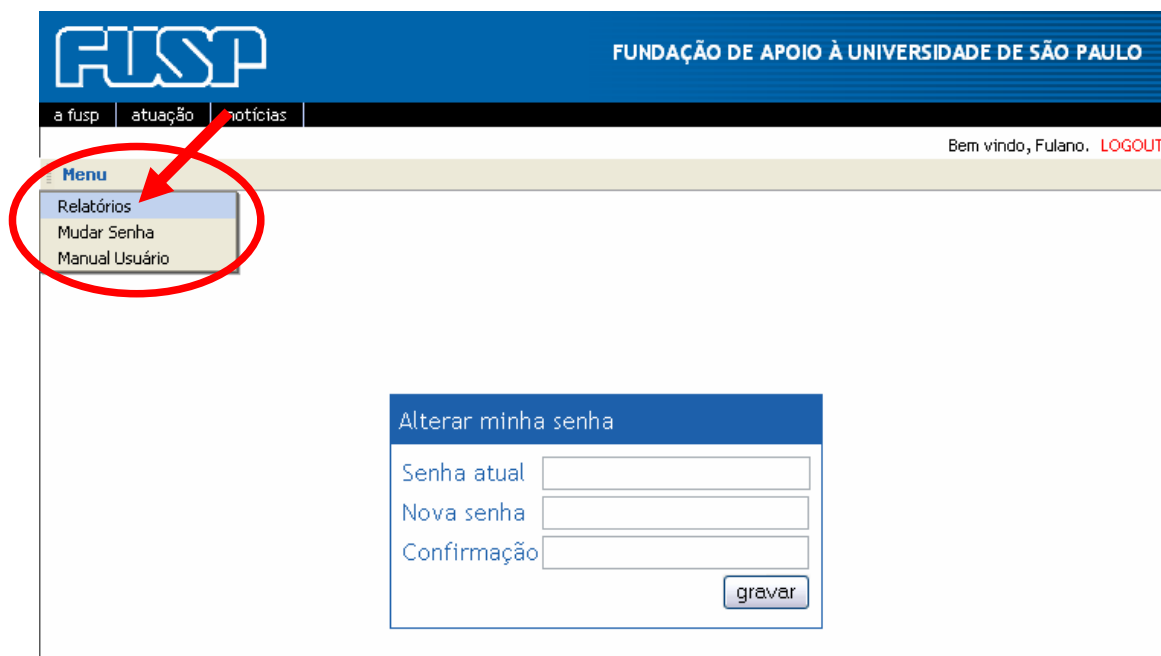 FUSP
FUNDAÇÃO DE APOIO À UNIVERSIDADE DE SÃO PAULO
a fusp atuação notícias
Bem vindo, Fulano. LOGOUT
Menu
Relatórios
Mudar Senha
Manual Usuário
Alterar minha senha
Senha atual
Nova senha
Confirmação
gravar